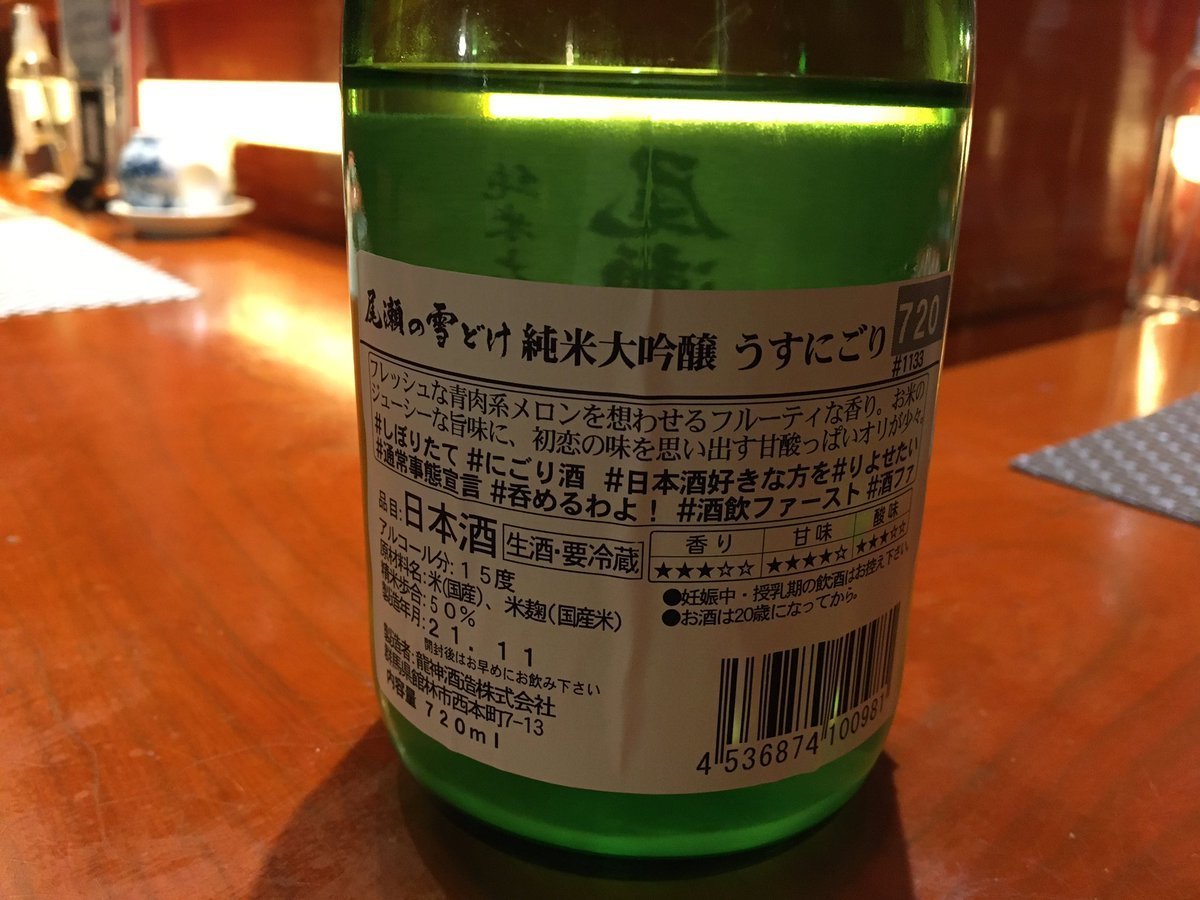 純米大
尾瀬
尾瀬の雪どけ 純米大吟醸 うすにごり 720
#1133
フレッシュな青肉系メロンを想わせるフルーティな香り。お米の
ジューシーな旨味に、初恋の味を思い出す甘酸っぱいオリが少々。
#しぼりたて #にごり酒 #日本酒好きな方を#りよせたい
#通常事態宣言 #呑めるわよ！ #酒飲ファースト #酒ファ
品目:日本酒 生酒・要冷蔵
香り 甘味 酸味
★★★☆☆ ★★★★☆ ★★★☆☆
アルコール分:15度
原材料名:米(国産)、米麹(国産米)
精米歩合:50%
製造年月:21.11
開封後はお早めにお飲み下さい
製造者:龍神酒造株式会社
群馬県館林市西本町7-13
内容量 720ml
●妊娠中・授乳期の飲酒はお控え下さい。
●お酒は20歳になってから。
4 536874 100981